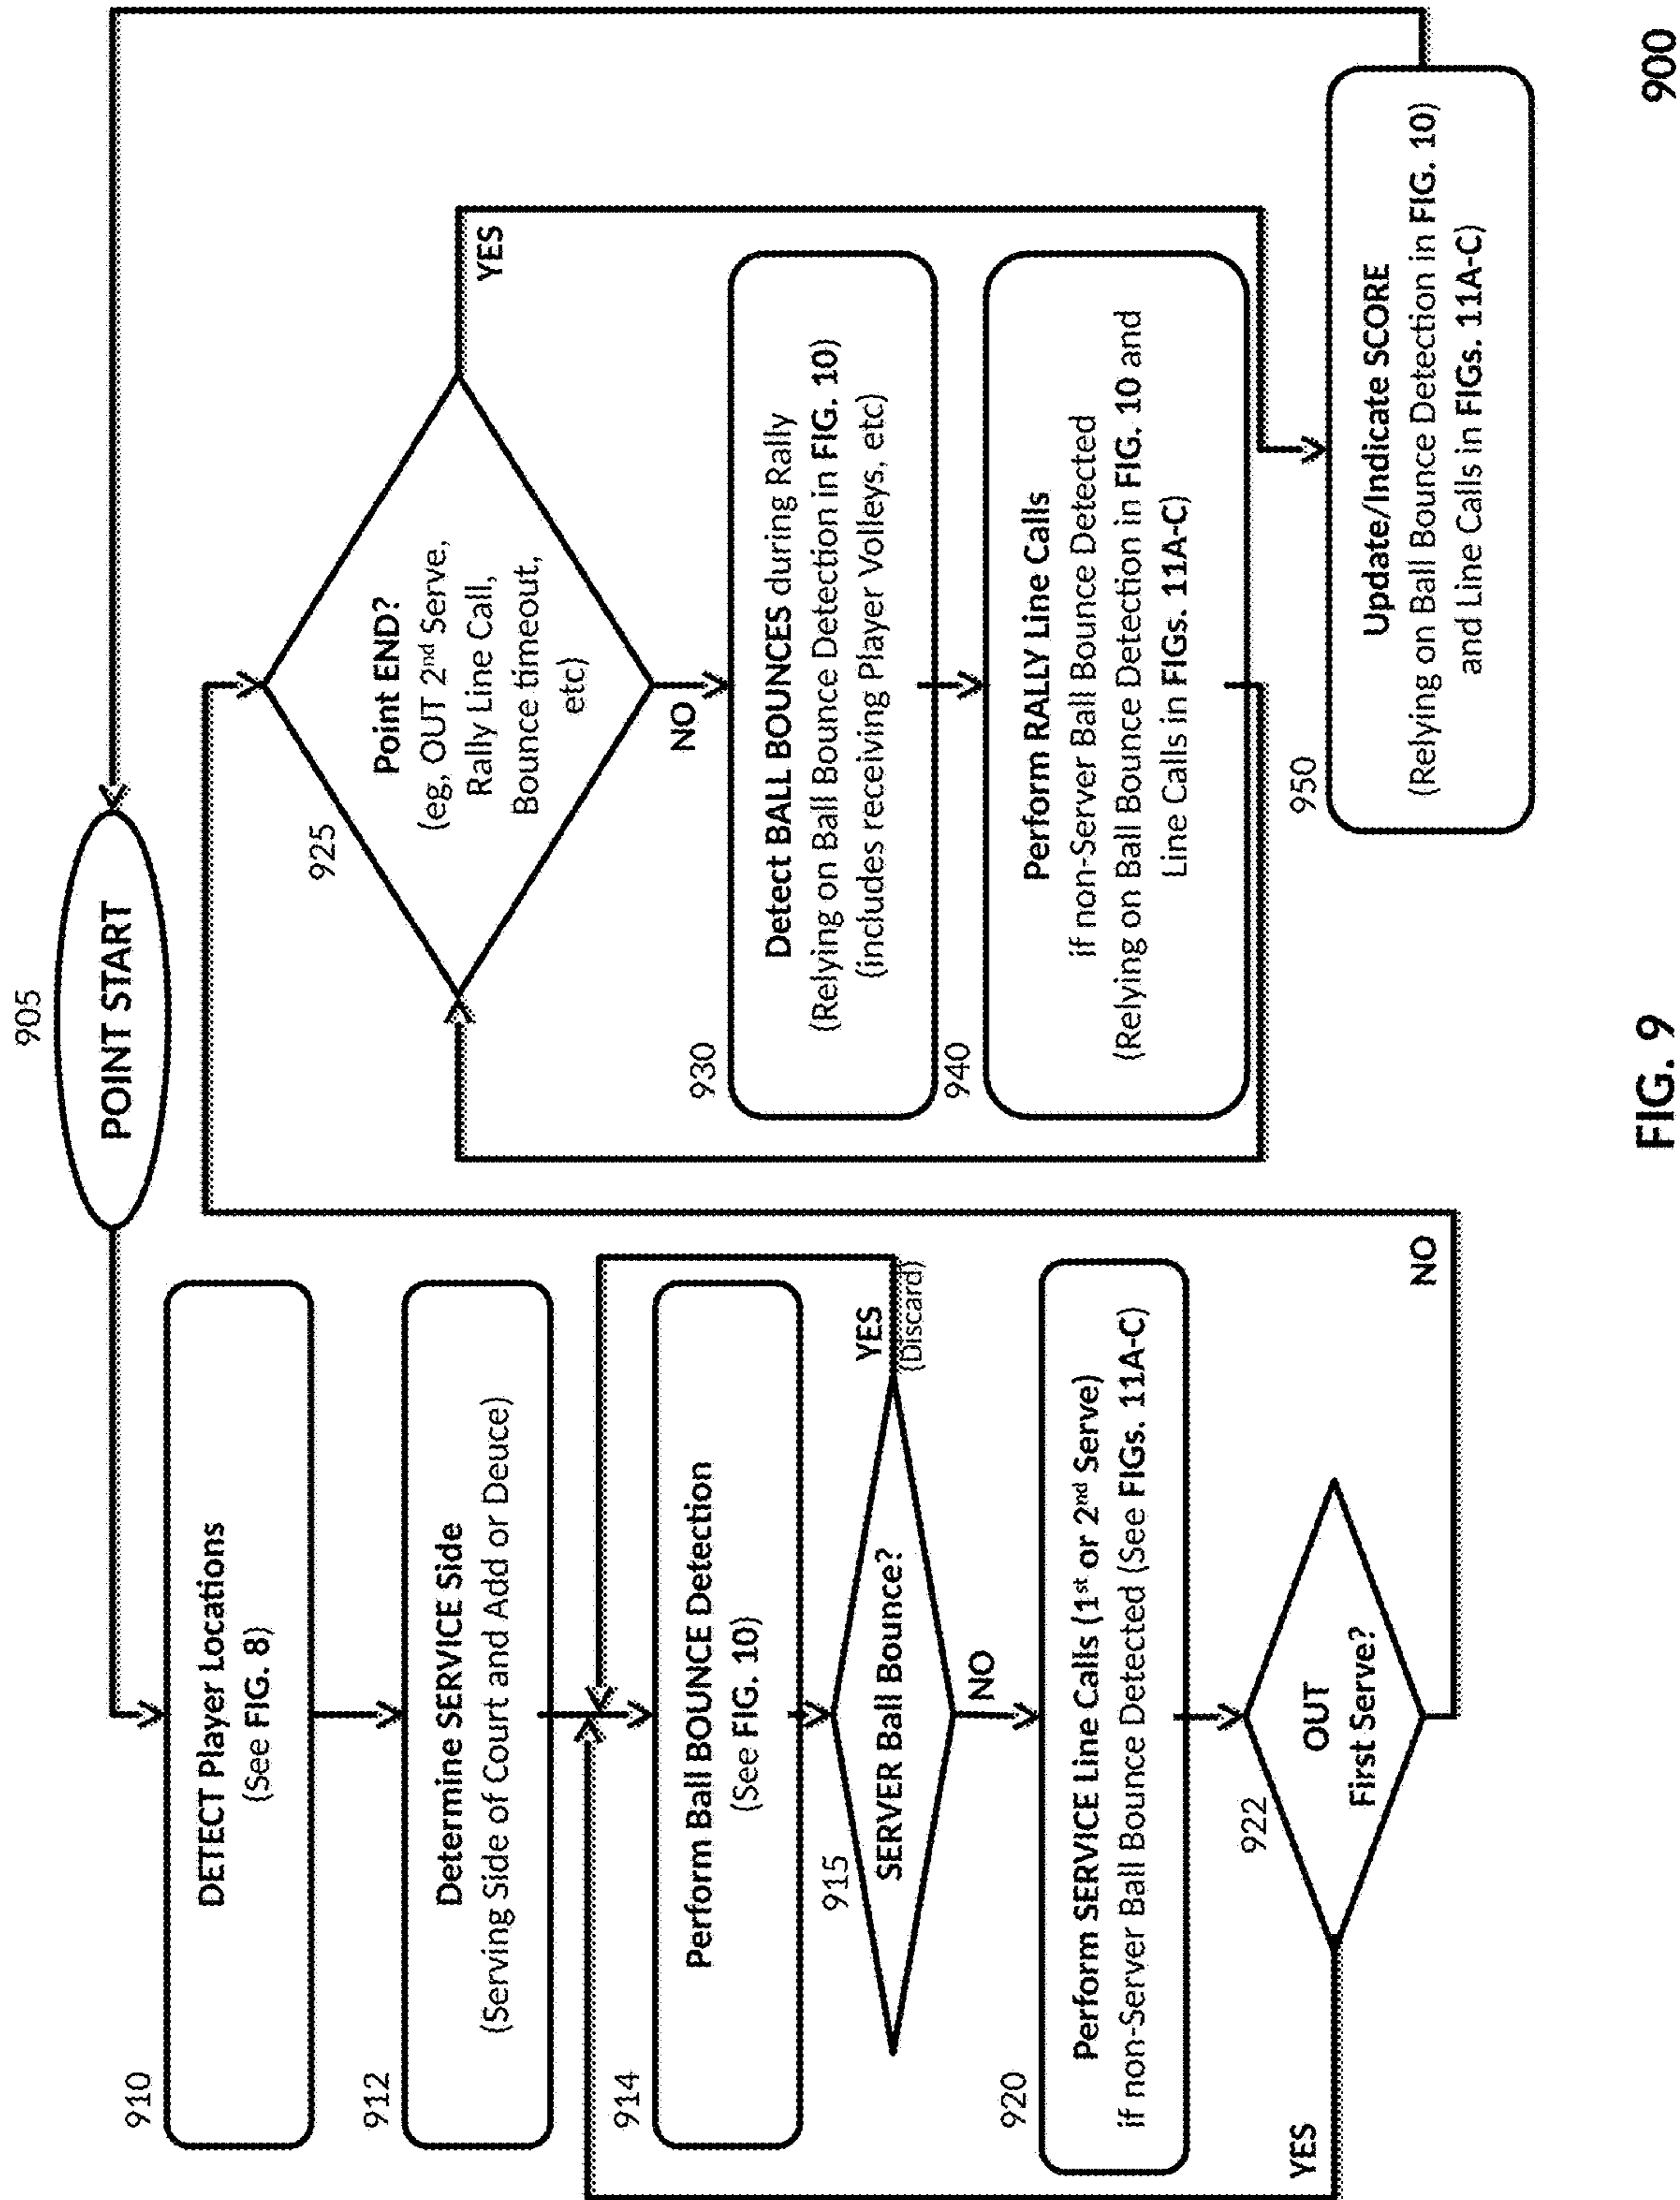 905
POINT START
910
DETECT Player Locations
(See FIG. 8)
912
Determine SERVICE Side
(Serving Side of Court and Add or Deuce)
914
Perform Ball BOUNCE Detection
(See FIG. 10)
915
SERVER Ball Bounce?
YES
(Discard)
NO
920
Perform SERVICE Line Calls (1st or 2nd Serve)
if non-Server Ball Bounce Detected (See FIGs. 11A-C)
922
OUT
First Serve?
YES
NO
925
Point END?
(eg, OUT 2nd Serve,
Rally Line Call,
Bounce timeout,
etc)
YES
NO
930
Detect BALL BOUNCES during Rally
(Relying on Ball Bounce Detection in FIG. 10)
(includes receiving Player Volleys, etc)
940
Perform RALLY Line Calls
if non-Server Ball Bounce Detected
(Relying on Ball Bounce Detection in FIG. 10 and
Line Calls in FIGs. 11A-C)
950
Update/Indicate SCORE
(Relying on Ball Bounce Detection in FIG. 10)
and Line Calls in FIGs. 11A-C)
FIG. 9
900